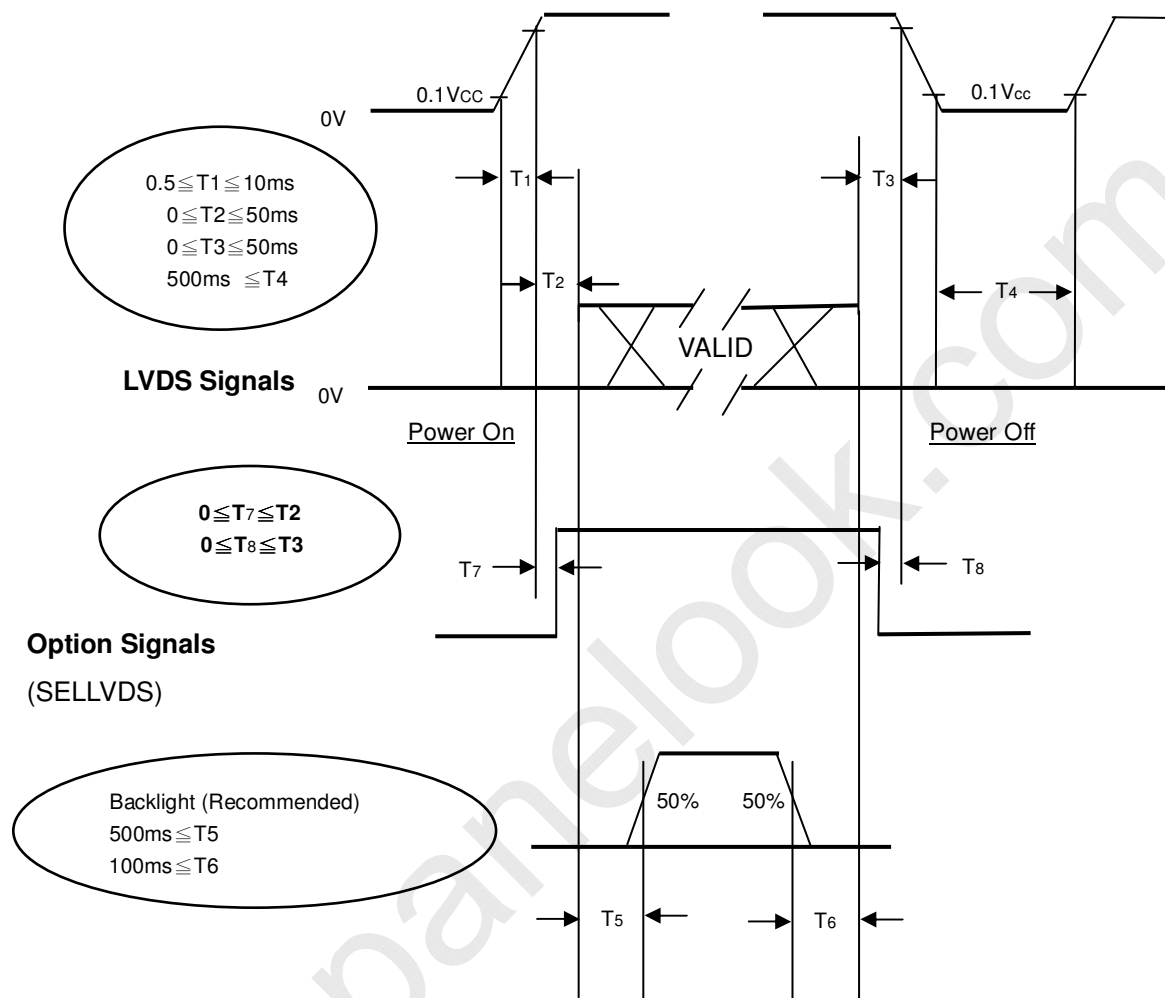 0.1VCC
0.1Vcc
0V
0.5≦T1≦10ms
0≦T2≦50ms
0≦T3≦50ms
500ms ≦T4
T1
T3
T2
T4
VALID
LVDS Signals
0V
Power On
Power Off
0≦T7≦T2
0≦T8≦T3
T7
T8
Option Signals
(SELLVDS)
Backlight (Recommended)
500ms≦T5
100ms≦T6
50%
50%
T5
T6
panelook.com